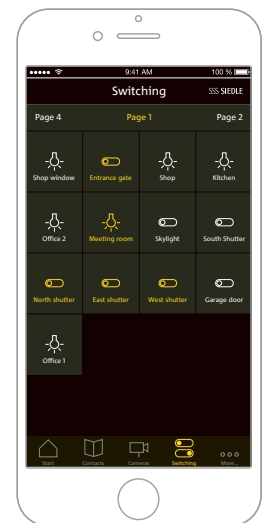 9:41 AM 100 %
Switching SSS SIEDLE
Page 4 Page 1 Page 2
Shop window Entrance gate Shop Kitchen
Office 2 Meeting room Skylight South Shutter
North shutter East shutter West shutter Garage door
Office 1
Start Contacts Cameras Switching More...